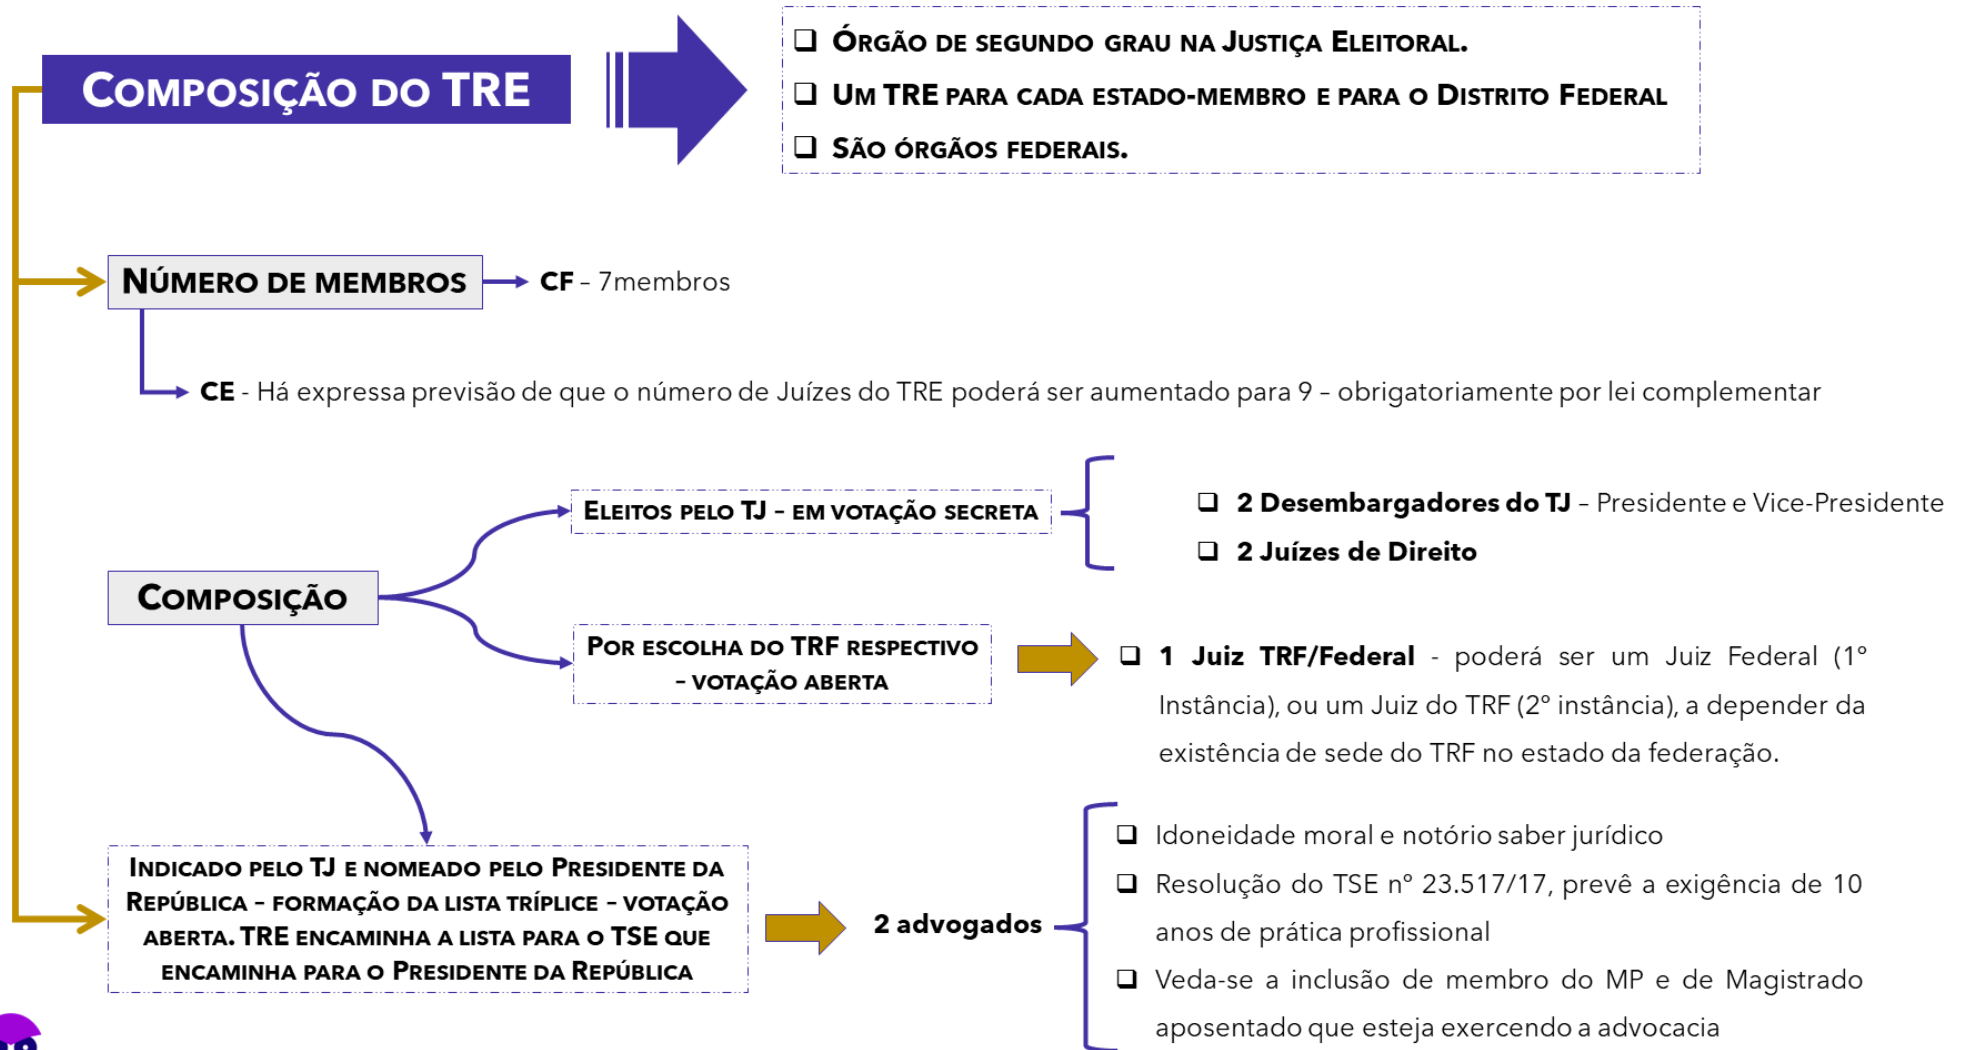 COMPOSIÇÃO DO TRE
❑ ÓRGÃO DE SEGUNDO GRAU NA JUSTIÇA ELEITORAL.
❑ UM TRE PARA CADA ESTADO-MEMBRO E PARA O DISTRITO FEDERAL
❑ SÃO ÓRGÃOS FEDERAIS.
NÚMERO DE MEMBROS
CF – 7membros
CE - Há expressa previsão de que o número de Juízes do TRE poderá ser aumentado para 9 – obrigatoriamente por lei complementar
COMPOSIÇÃO
ELEITOS PELO TJ – EM VOTAÇÃO SECRETA
❑ 2 Desembargadores do TJ – Presidente e Vice-Presidente
❑ 2 Juízes de Direito
POR ESCOLHA DO TRF RESPECTIVO
– VOTAÇÃO ABERTA
❑ 1 Juiz TRF/Federal - poderá ser um Juiz Federal (1º
Instância), ou um Juiz do TRF (2º instância), a depender da
existência de sede do TRF no estado da federação.
INDICADO PELO TJ E NOMEADO PELO PRESIDENTE DA
REPÚBLICA – FORMAÇÃO DA LISTA TRÍPLICE – VOTAÇÃO
ABERTA. TRE ENCAMINHA A LISTA PARA O TSE QUE
ENCAMINHA PARA O PRESIDENTE DA REPÚBLICA
2 advogados
❑ Idoneidade moral e notório saber jurídico
❑ Resolução do TSE nº 23.517/17, prevê a exigência de 10
anos de prática profissional
❑ Veda-se a inclusão de membro do MP e de Magistrado
aposentado que esteja exercendo a advocacia